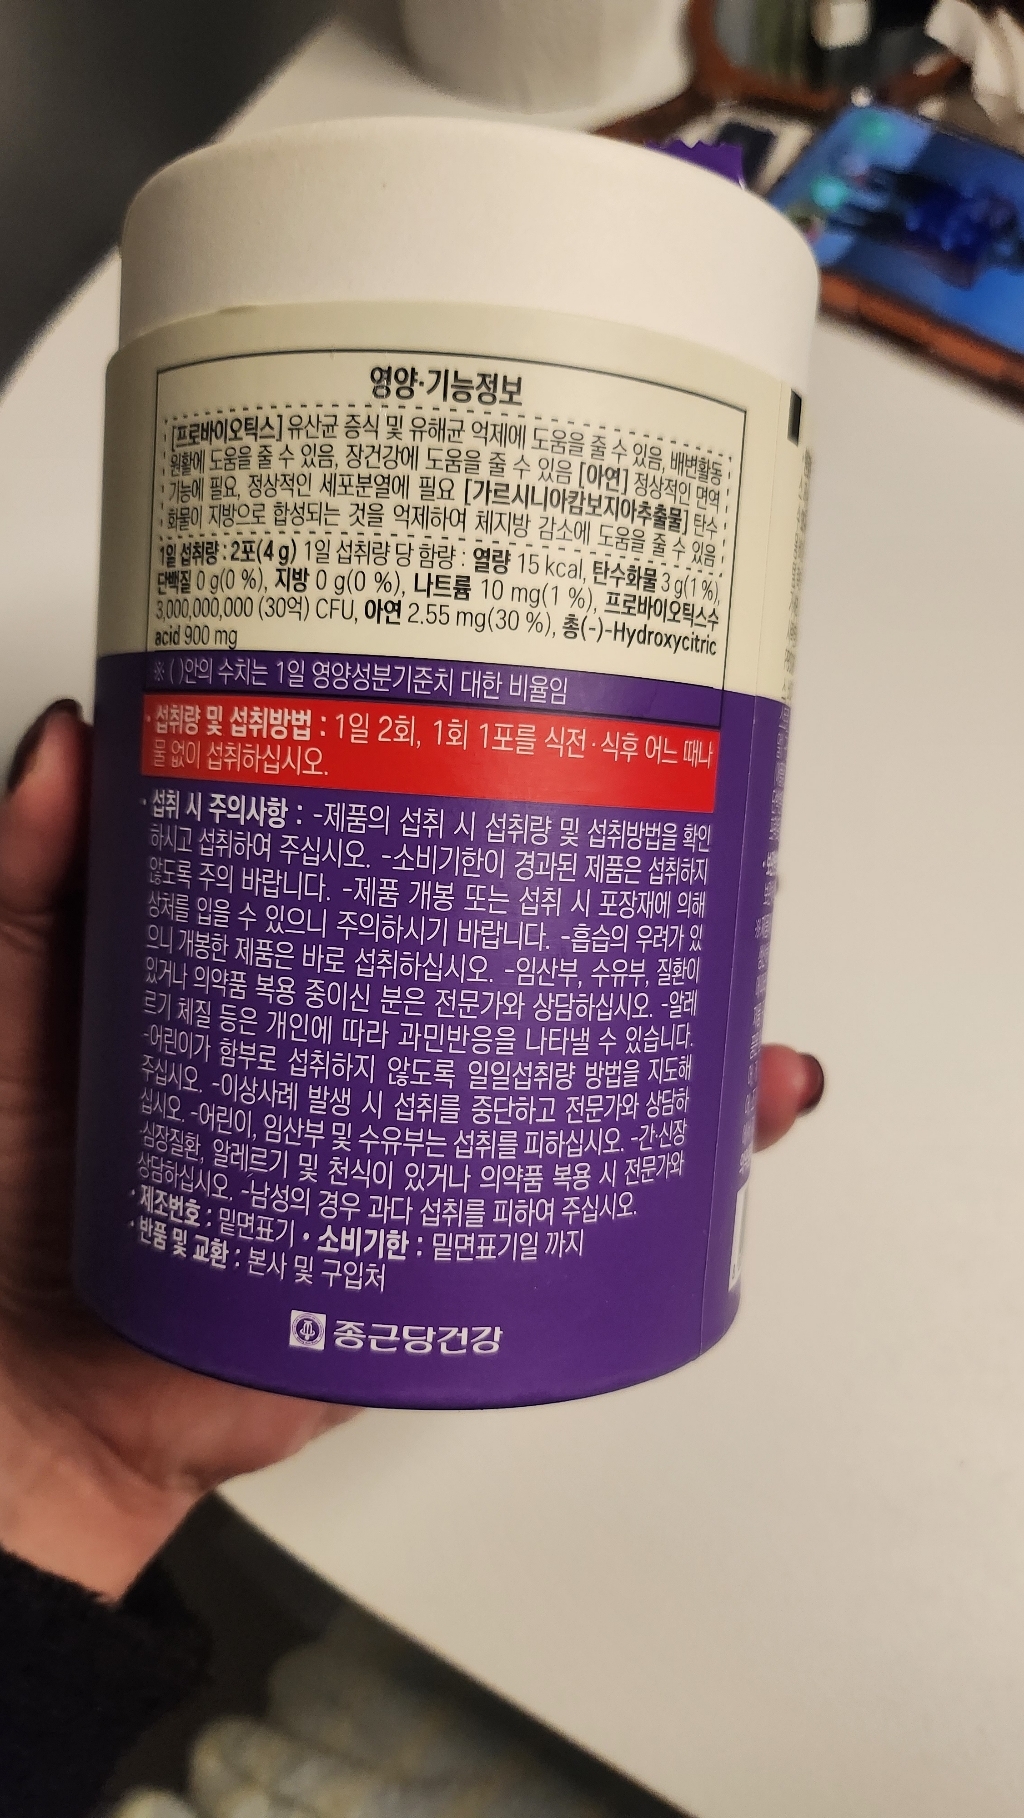 영양·기능정보
[프로바이오틱스] 유산균 증식 및 유해균 억제에 도움을 줄 수 있음, 배변활동
원활에 도움을 줄 수 있음, 장건강에 도움을 줄 수 있음 [아연] 정상적인 면역
기능에 필요, 정상적인 세포분열에 필요 [가르시니아캄보지아추출물] 탄수
화물이 지방으로 합성되는 것을 억제하여 체지방 감소에 도움을 줄 수 있음
1일 섭취량 : 2포(4 g) 1일 섭취량 당 함량 : 열량 15 kcal, 탄수화물 3 g(1 %),
단백질 0 g(0 %), 지방 0 g(0 %), 나트륨 10 mg(1 %), 프로바이오틱스수
3,000,000,000 (30억) CFU, 아연 2.55 mg(30 %), 총(-)-Hydroxycitric
acid 900 mg
※ ( )안의 수치는 1일 영양성분기준치 대한 비율임
· 섭취량 및 섭취방법 : 1일 2회, 1회 1포를 식전·식후 어느 때나
물 없이 섭취하십시오.
· 섭취 시 주의사항 : -제품의 섭취 시 섭취량 및 섭취방법을 확인
하시고 섭취하여 주십시오. -소비기한이 경과된 제품은 섭취하지
않도록 주의 바랍니다. -제품 개봉 또는 섭취 시 포장재에 의해
상처를 입을 수 있으니 주의하시기 바랍니다. -흡습의 우려가 있
으니 개봉한 제품은 바로 섭취하십시오. -임산부, 수유부, 질환이
있거나 의약품 복용 중이신 분은 전문가와 상담하십시오. -알레
르기 체질 등은 개인에 따라 과민반응을 나타낼 수 있습니다.
-어린이가 함부로 섭취하지 않도록 일일섭취량 방법을 지도해
주십시오. -이상사례 발생 시 섭취를 중단하고 전문가와 상담하
십시오. -어린이, 임산부 및 수유부는 섭취를 피하십시오. -간·신장
·심장질환, 알레르기 및 천식이 있거나 의약품 복용 시 전문가와
상담하십시오. -남성의 경우 과다 섭취를 피하여 주십시오.
· 제조번호 : 밑면표기 · 소비기한 : 밑면표기일 까지
· 반품 및 교환 : 본사 및 구입처
종근당건강